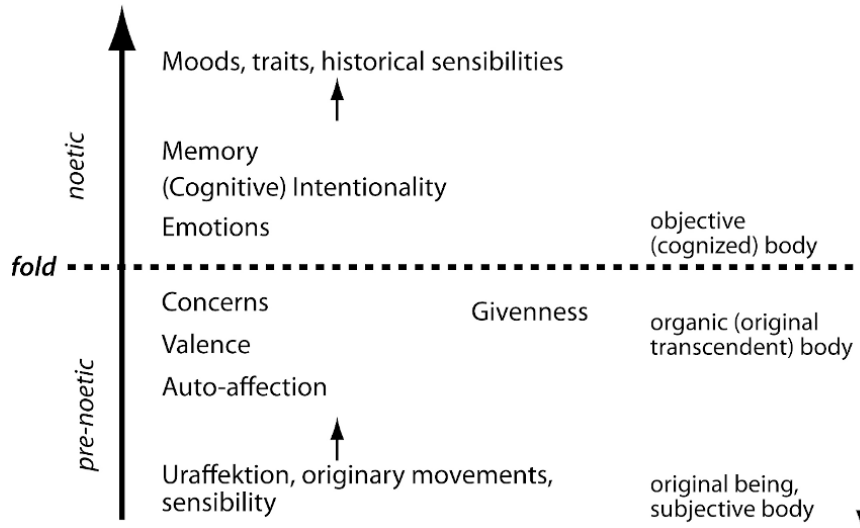 Moods, traits, historical sensibilities
noetic
Memory
(Cognitive) Intentionality
Emotions
objective
(cognized) body
fold
Concerns
Givenness
organic (original
transcendent) body
Valence
Auto-affection
pre-noetic
Uraffektion, originary movements,
sensibility
original being,
subjective body